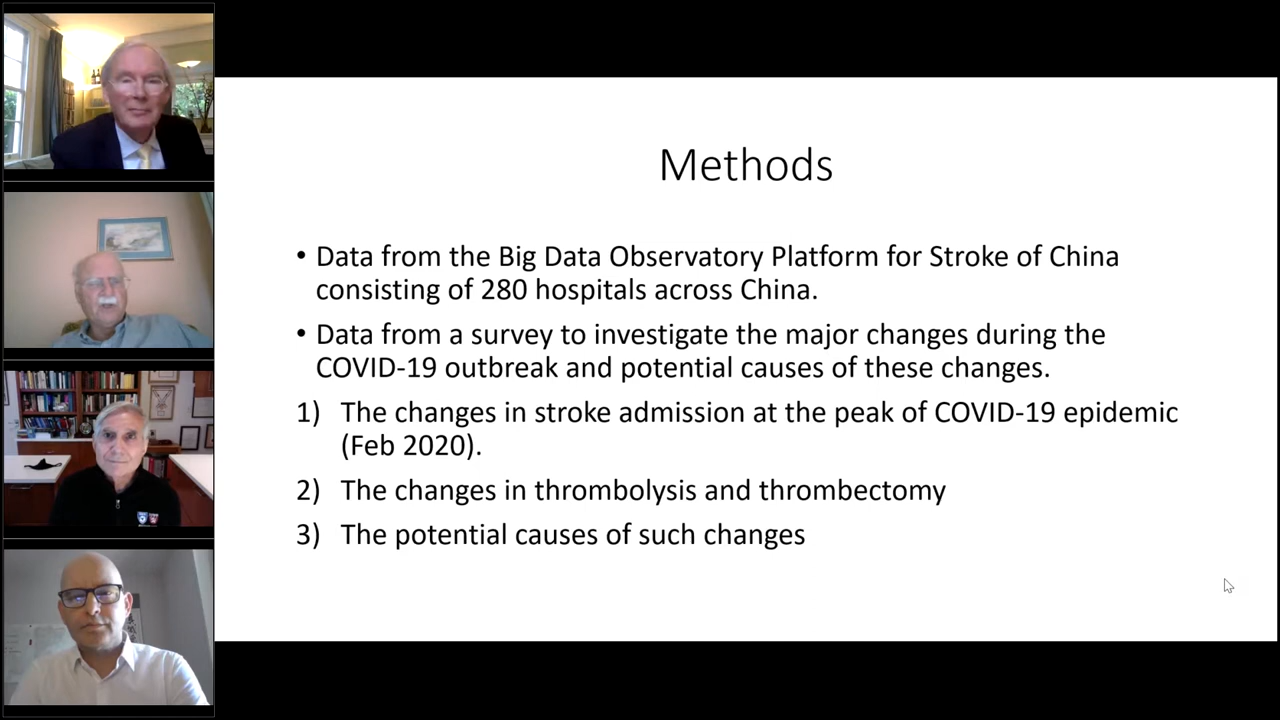 Methods
• Data from the Big Data Observatory Platform for Stroke of China
consisting of 280 hospitals across China.
• Data from a survey to investigate the major changes during the
COVID-19 outbreak and potential causes of these changes.
1) The changes in stroke admission at the peak of COVID-19 epidemic
(Feb 2020).
2) The changes in thrombolysis and thrombectomy
3) The potential causes of such changes